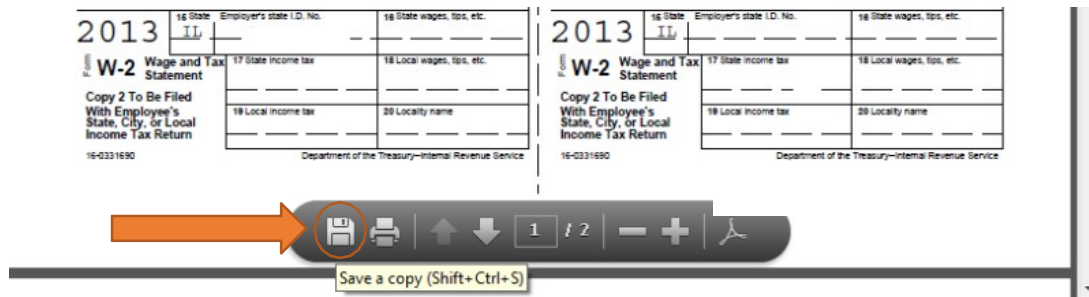 2013 15 State Employer's state I.D. No. 16 State wages, tips, etc.
IL
Form W-2 Wage and Tax Statement
17 State income tax 18 Local wages, tips, etc.
Copy 2 To Be Filed
With Employee's
State, City, or Local
Income Tax Return
19 Local income tax 20 Locality name
16-0331690 Department of the Treasury—Internal Revenue Service
2013 15 State Employer's state I.D. No. 16 State wages, tips, etc.
IL
Form W-2 Wage and Tax Statement
17 State income tax 18 Local wages, tips, etc.
Copy 2 To Be Filed
With Employee's
State, City, or Local
Income Tax Return
19 Local income tax 20 Locality name
16-0331690 Department of the Treasury—Internal Revenue Service
1 / 2
Save a copy (Shift+Ctrl+S)